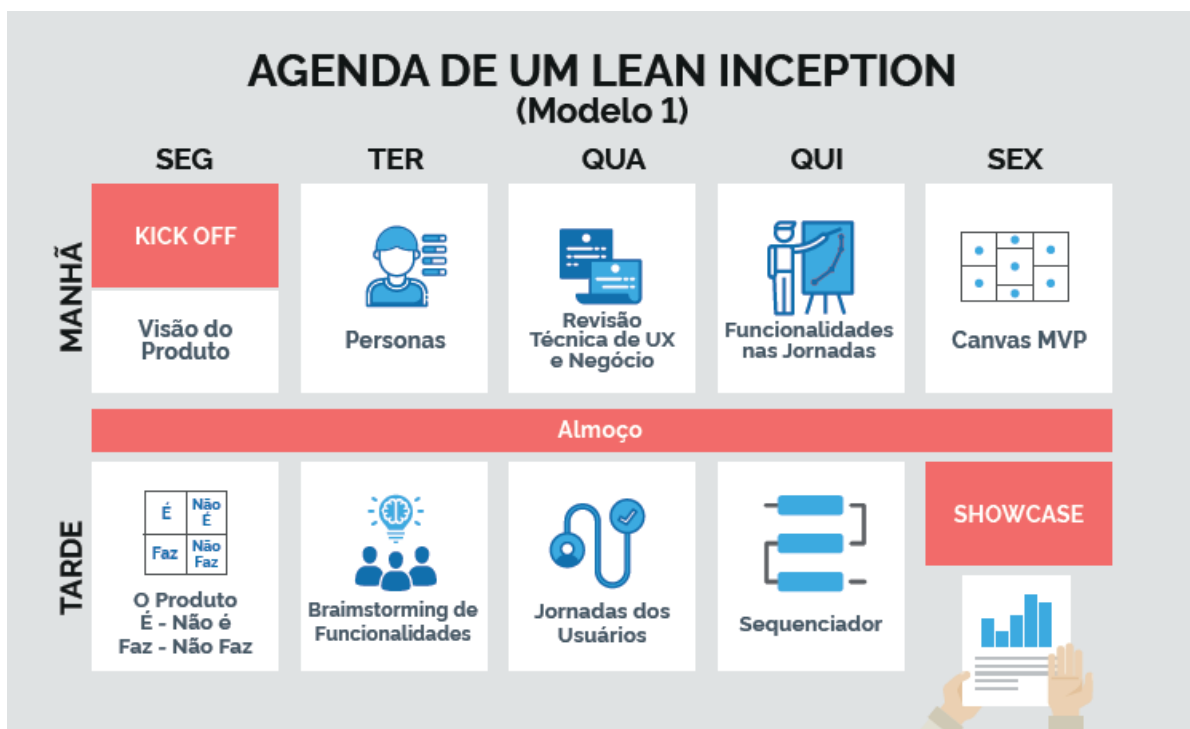 AGENDA DE UM LEAN INCEPTION
(Modelo 1)
SEG
TER
QUA
QUI
SEX
MANHÃ
KICK OFF
Visão do
Produto
Personas
Revisão
Técnica de UX
e Negócio
Funcionalidades
nas Jornadas
Canvas MVP
Almoço
TARDE
É
Não
É
Faz
Não
Faz
O Produto
É - Não é
Faz - Não Faz
Braimstorming de
Funcionalidades
Jornadas dos
Usuários
Sequenciador
SHOWCASE